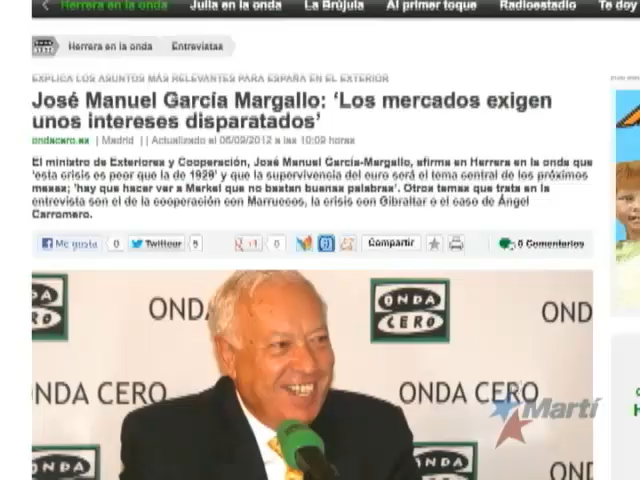 Herrera en la onda Julia en la onda La Brújula Al primer toque Radioestadio Te doy
Herrera en la onda Entrevistas
EXPLICA LOS ASUNTOS MÁS RELEVANTES PARA ESPAÑA EN EL EXTERIOR
José Manuel García Margallo: ‘Los mercados exigen
unos intereses disparatados’
ondacero.es | Madrid | | Actualizado el 06/09/2012 a las 10:09 horas
El ministro de Exteriores y Cooperación, José Manuel García-Margallo, afirma en Herrera en la onda que
'esta crisis es peor que la de 1929' y que la supervivencia del euro será el tema central de los próximos
meses; 'hay que hacer ver a Merkel que no bastan buenas palabras'. Otros temas que trata en la
entrevista son el de la cooperación con Marruecos, la crisis con Gibraltar o el caso de Ángel
Carromero.
Me gusta 0 Twittear 5 +1 0 Compartir 0 Comentarios
ONDA CERO
ONDA CERO
ONDA CERO
Martí
ONDA
ONDA